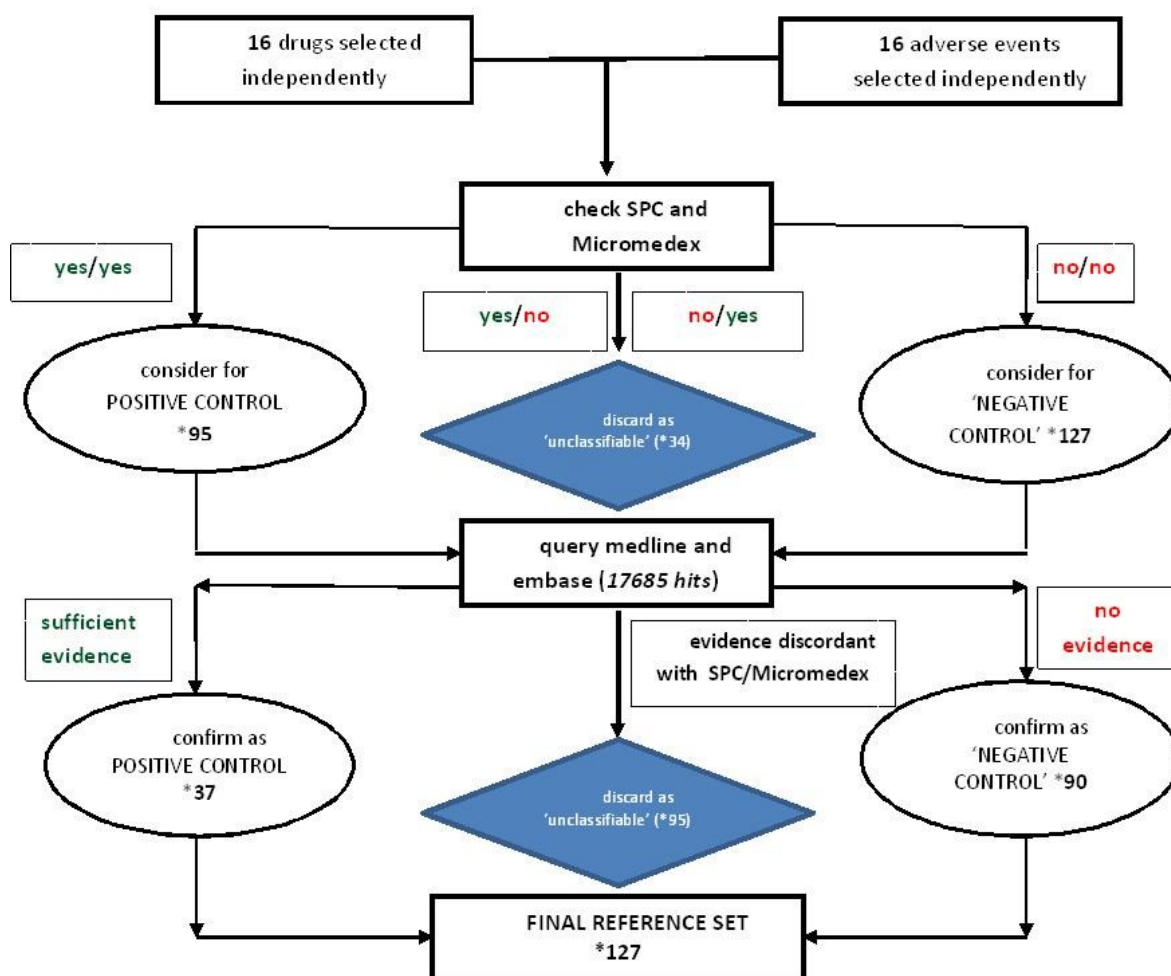 16 drugs selected
independently
16 adverse events
selected independently
check SPC and
Micromedex
yes/yes
yes/no
no/yes
no/no
consider for
POSITIVE CONTROL
*95
discard as
'unclassifiable' (*34)
consider for
'NEGATIVE
CONTROL' *127
query medline and
embase (17685 hits)
sufficient
evidence
evidence discordant
with SPC/Micromedex
no
evidence
confirm as
POSITIVE CONTROL
*37
discard as
'unclassifiable' (*95)
confirm as
'NEGATIVE
CONTROL' *90
FINAL REFERENCE SET
*127